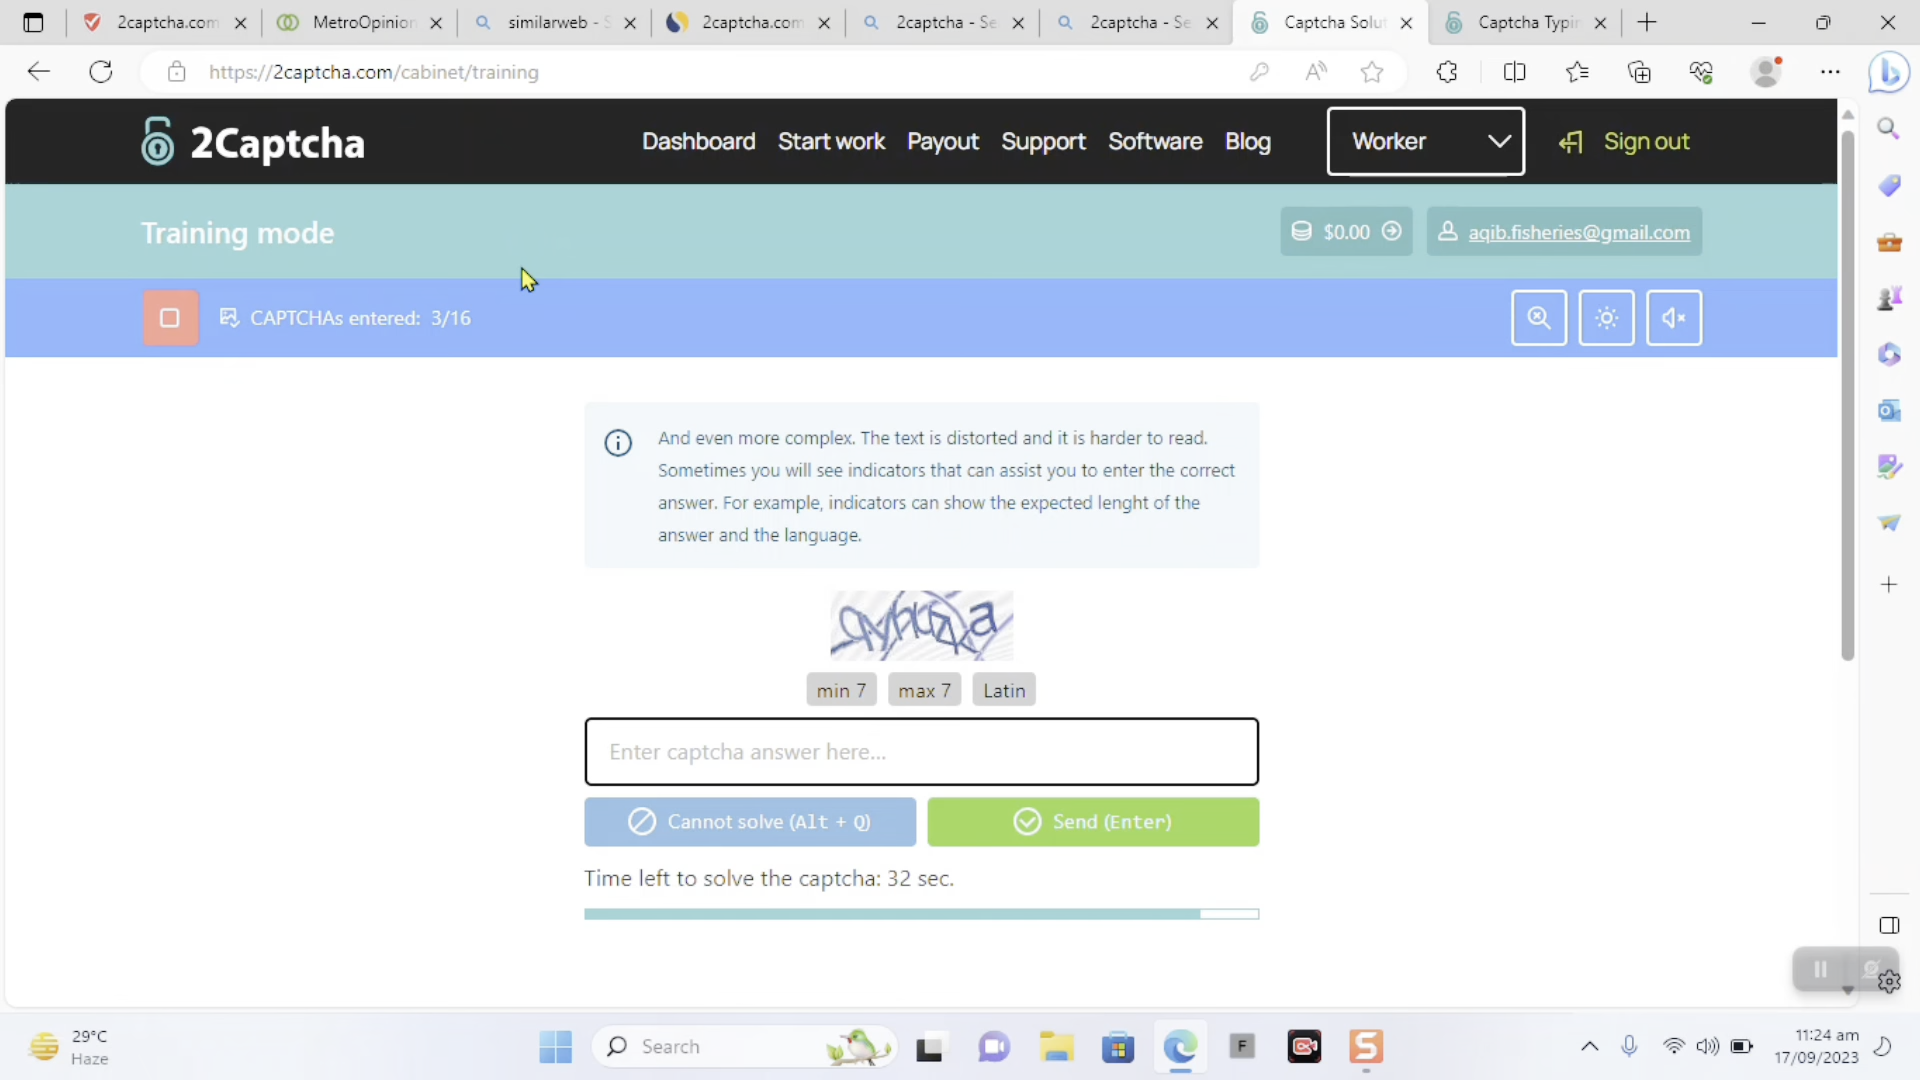 2captcha.com
MetroOpinion
similarweb - S
2captcha.com
2captcha - Se
2captcha - Se
Captcha Solut
Captcha Typin
https://2captcha.com/cabinet/training
2Captcha
Dashboard
Start work
Payout
Support
Software
Blog
Worker
Sign out
Training mode
$0.00
aqib.fisheries@gmail.com
CAPTCHAs entered: 3/16
And even more complex. The text is distorted and it is harder to read.
Sometimes you will see indicators that can assist you to enter the correct
answer. For example, indicators can show the expected lenght of the
answer and the language.
min 7
max 7
Latin
Enter captcha answer here...
Cannot solve (Alt + Q)
Send (Enter)
Time left to solve the captcha: 32 sec.
29°C
Haze
Search
F
11:24 am
17/09/2023